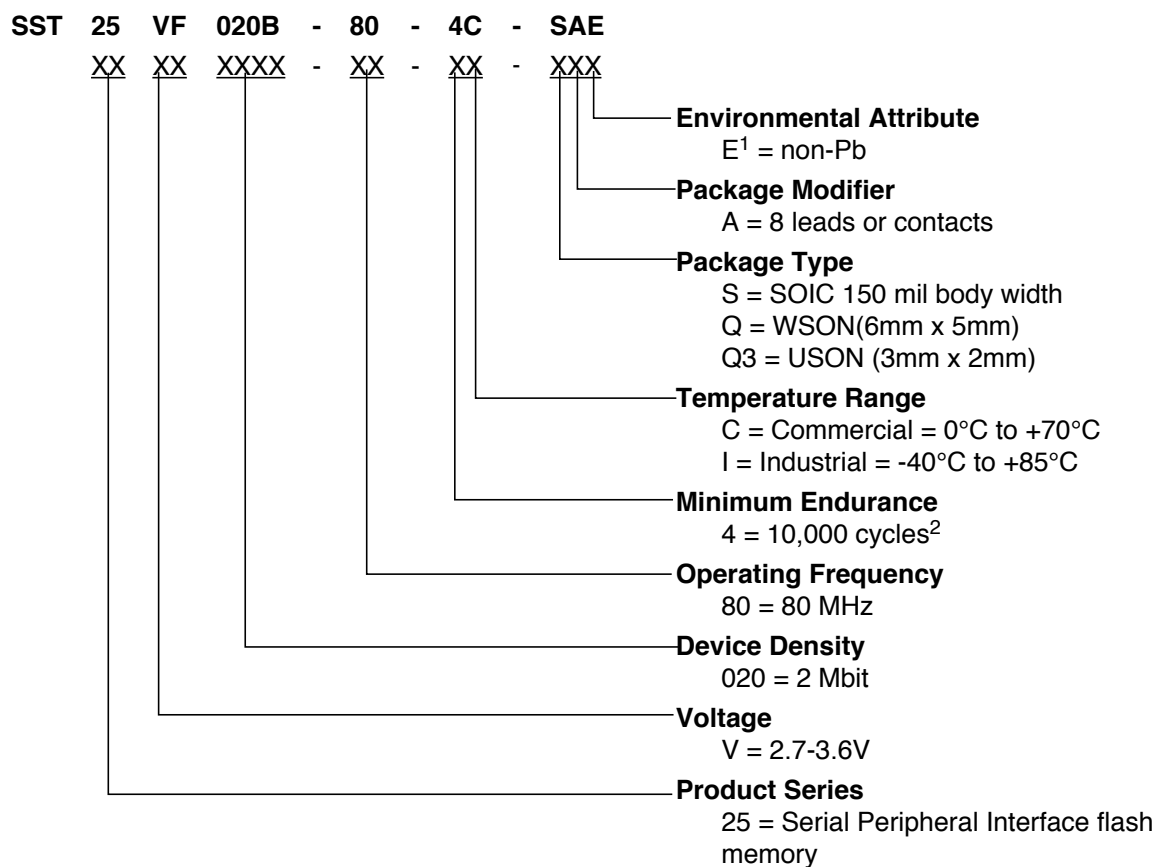 SST 25 VF 020B - 80 - 4C - SAE
XX XX XXXX - XX - XX - XXX
Environmental Attribute
E¹ = non-Pb
Package Modifier
A = 8 leads or contacts
Package Type
S = SOIC 150 mil body width
Q = WSON(6mm x 5mm)
Q3 = USON (3mm x 2mm)
Temperature Range
C = Commercial = 0°C to +70°C
I = Industrial = -40°C to +85°C
Minimum Endurance
4 = 10,000 cycles²
Operating Frequency
80 = 80 MHz
Device Density
020 = 2 Mbit
Voltage
V = 2.7-3.6V
Product Series
25 = Serial Peripheral Interface flash
memory